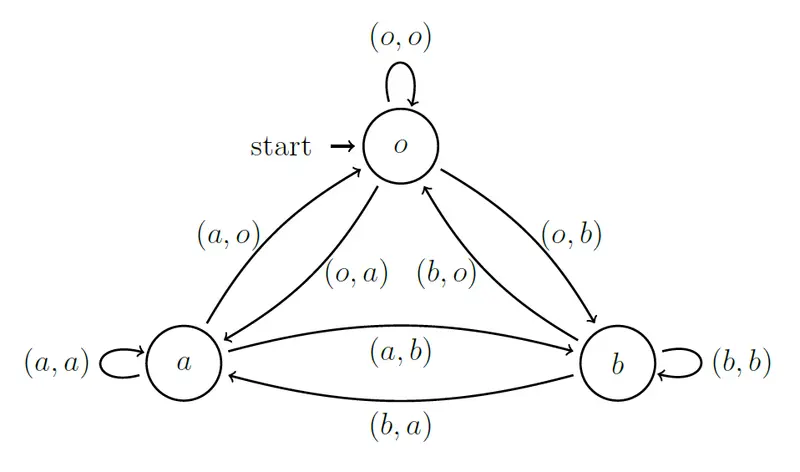 (o, o)
start
o
(a, o)
(o, b)
(o, a)
(b, o)
(a, a)
a
(a, b)
b
(b, b)
(b, a)